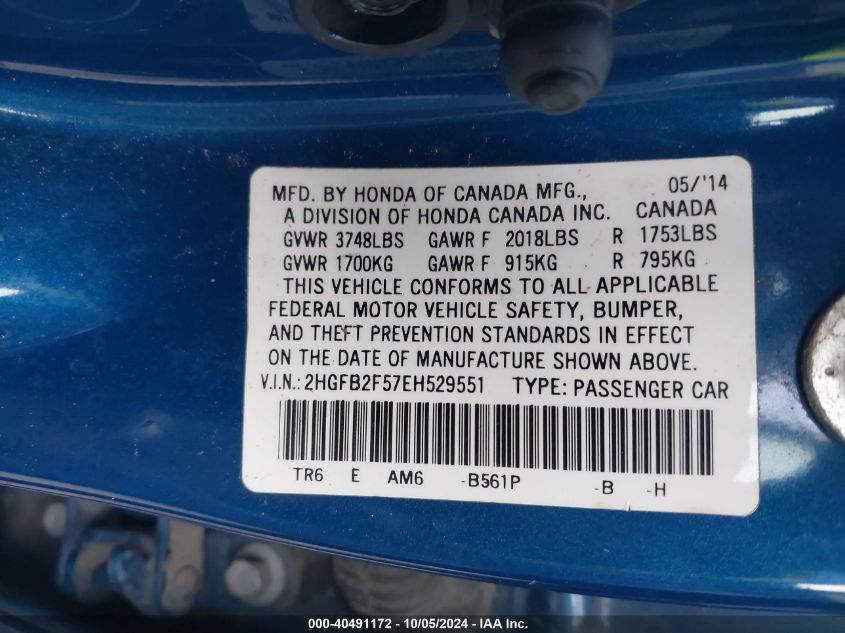 MFD. BY HONDA OF CANADA MFG., 05/'14
A DIVISION OF HONDA CANADA INC. CANADA
GVWR 3748LBS GAWR F 2018LBS R 1753LBS
GVWR 1700KG GAWR F 915KG R 795KG
THIS VEHICLE CONFORMS TO ALL APPLICABLE
FEDERAL MOTOR VEHICLE SAFETY, BUMPER,
AND THEFT PREVENTION STANDARDS IN EFFECT
ON THE DATE OF MANUFACTURE SHOWN ABOVE.
V.I.N.: 2HGFB2F57EH529551 TYPE: PASSENGER CAR
TR6 E AM6 -B561P -B -H
000-40491172 - 10/05/2024 - IAA Inc.